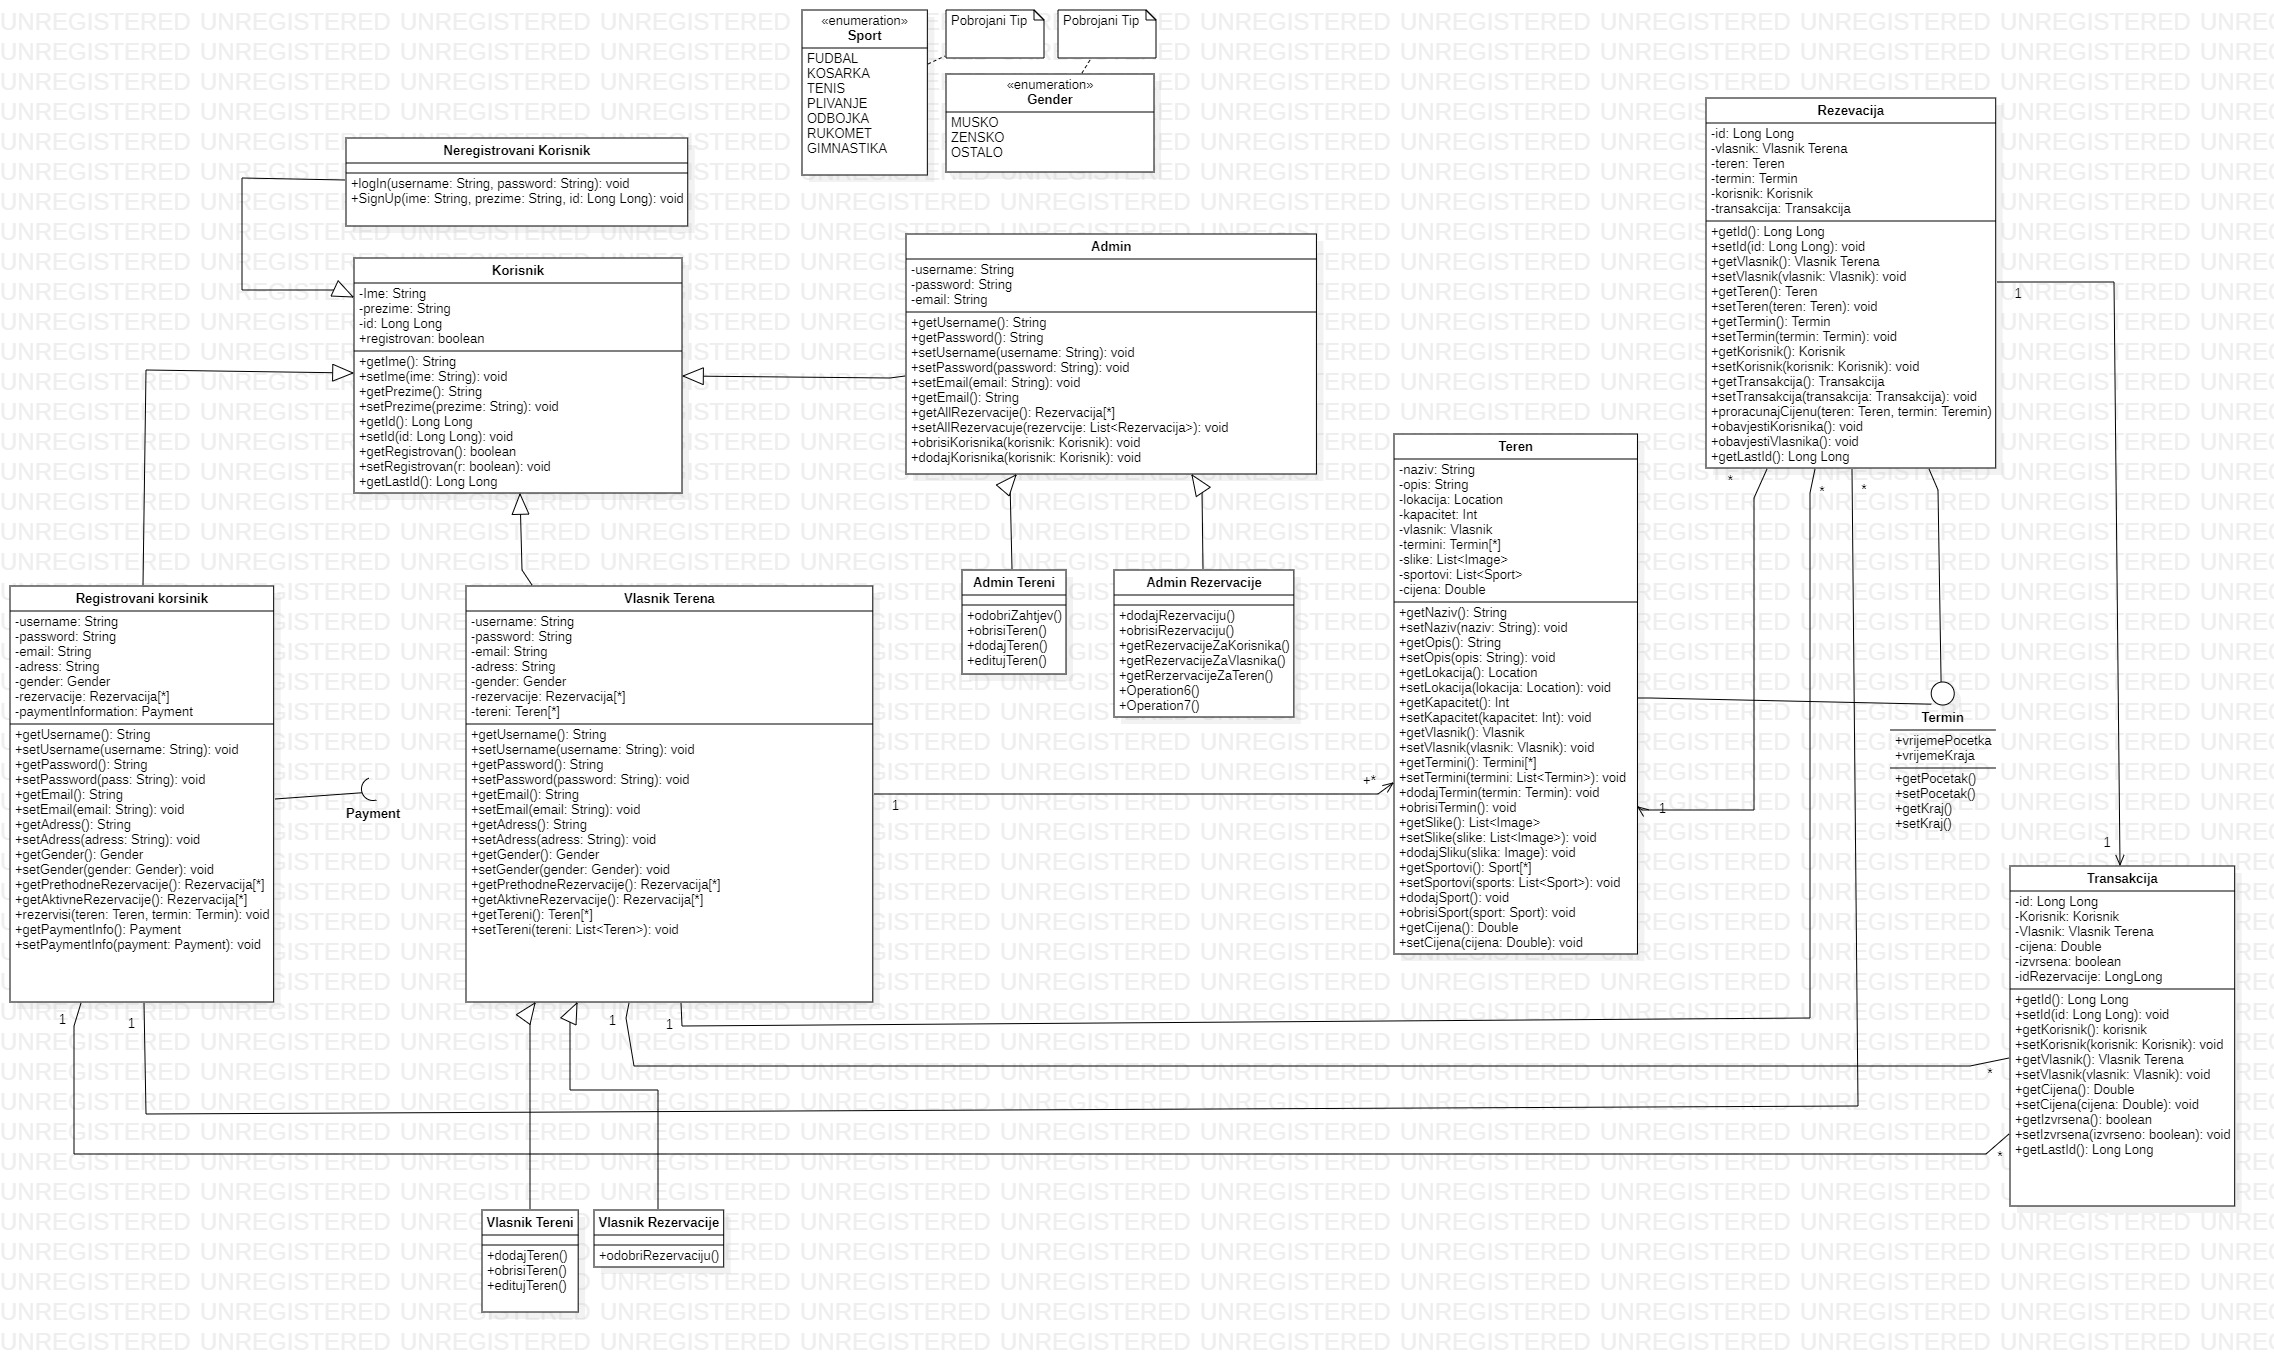 «enumeration»
Sport
FUDBAL
KOSARKA
TENIS
PLIVANJE
ODBOJKA
RUKOMET
GIMNASTIKA
Pobrojani Tip
Pobrojani Tip
«enumeration»
Gender
MUSKO
ZENSKO
OSTALO
Neregistrovani Korisnik
+logIn(username: String, password: String): void
+SignUp(ime: String, prezime: String, id: Long Long): void
Korisnik
-Ime: String
-prezime: String
-id: Long Long
+registrovan: boolean
+getIme(): String
+setIme(ime: String): void
+getPrezime(): String
+setPrezime(prezime: String): void
+getId(): Long Long
+setId(id: Long Long): void
+getRegistrovan(): boolean
+setRegistrovan(r: boolean): void
+getLastId(): Long Long
Admin
-username: String
-password: String
-email: String
+getUsername(): String
+getPassword(): String
+setUsername(username: String): void
+setPassword(password: String): void
+setEmail(email: String): void
+getEmail(): String
+getAllRezervacije(): Rezervacija[*]
+setAllRezervacuje(rezervcije: List<Rezervacija>): void
+obrisiKorisnika(korisnik: Korisnik): void
+dodajKorisnika(korisnik: Korisnik): void
Rezevacija
-id: Long Long
-vlasnik: Vlasnik Terena
-teren: Teren
-termin: Termin
-korisnik: Korisnik
-transakcija: Transakcija
+getId(): Long Long
+setId(id: Long Long): void
+getVlasnik(): Vlasnik Terena
+setVlasnik(vlasnik: Vlasnik): void
+getTeren(): Teren
+setTeren(teren: Teren): void
+getTermin(): Termin
+setTermin(termin: Termin): void
+getKorisnik(): Korisnik
+setKorisnik(korisnik: Korisnik): void
+getTransakcija(): Transakcija
+setTransakcija(transakcija: Transakcija): void
+proracunajCijenu(teren: Teren, termin: Teremin)
+obavjestiKorisnika(): void
+obavjestiVlasnika(): void
+getLastId(): Long Long
1
*
*
*
Registrovani korsinik
-username: String
-password: String
-email: String
-adress: String
-gender: Gender
-rezervacije: Rezervacija[*]
-paymentInformation: Payment
+getUsername(): String
+setUsername(username: String): void
+getPassword(): String
+setPassword(pass: String): void
+getEmail(): String
+setEmail(email: String): void
+getAdress(): String
+setAdress(adress: String): void
+getGender(): Gender
+setGender(gender: Gender): void
+getPrethodneRezervacije(): Rezervacija[*]
+getAktivneRezervacije(): Rezervacija[*]
+rezervisi(teren: Teren, termin: Termin): void
+getPaymentInfo(): Payment
+setPaymentInfo(payment: Payment): void
Payment
Vlasnik Terena
-username: String
-password: String
-email: String
-adress: String
-gender: Gender
-rezervacije: Rezervacija[*]
-tereni: Teren[*]
+getUsername(): String
+setUsername(username: String): void
+getPassword(): String
+setPassword(password: String): void
+getEmail(): String
+setEmail(email: String): void
+getAdress(): String
+setAdress(adress: String): void
+getGender(): Gender
+setGender(gender: Gender): void
+getPrethodneRezervacije(): Rezervacija[*]
+getAktivneRezervacije(): Rezervacija[*]
+getTereni(): Teren[*]
+setTereni(tereni: List<Teren>): void
Admin Tereni
+odobriZahtjev()
+obrisiTeren()
+dodajTeren()
+editujTeren()
Admin Rezervacije
+dodajRezervaciju()
+obrisiRezervaciju()
+getRezervacijeZaKorisnika()
+getRezervacijeZaVlasnika()
+getRerzervacijeZaTeren()
+Operation6()
+Operation7()
Teren
-naziv: String
-opis: String
-lokacija: Location
-kapacitet: Int
-vlasnik: Vlasnik
-termini: Termin[*]
-slike: List<Image>
-sportovi: List<Sport>
-cijena: Double
+getNaziv(): String
+setNaziv(naziv: String): void
+getOpis(): String
+setOpis(opis: String): void
+getLokacija(): Location
+setLokacija(lokacija: Location): void
+getKapacitet(): Int
+setKapacitet(kapacitet: Int): void
+getVlasnik(): Vlasnik
+setVlasnik(vlasnik: Vlasnik): void
+getTermini(): Termini[*]
+setTermini(termini: List<Termin>): void
+dodajTermin(termin: Termin): void
+obrisiTermin(): void
+getSlike(): List<Image>
+setSlike(slike: List<Image>): void
+dodajSliku(slika: Image): void
+getSportovi(): Sport[*]
+setSportovi(sports: List<Sport>): void
+dodajSport(): void
+obrisiSport(sport: Sport): void
+getCijena(): Double
+setCijena(cijena: Double): void
1
+*
1
Termin
+vrijemePocetka
+vrijemeKraja
+getPocetak()
+setPocetak()
+getKraj()
+setKraj()
1
Transakcija
-id: Long Long
-Korisnik: Korisnik
-Vlasnik: Vlasnik Terena
-cijena: Double
-izvrsena: boolean
-idRezervacije: LongLong
+getId(): Long Long
+setId(id: Long Long): void
+getKorisnik(): korisnik
+setKorisnik(korisnik: Korisnik): void
+getVlasnik(): Vlasnik Terena
+setVlasnik(vlasnik: Vlasnik): void
+getCijena(): Double
+setCijena(cijena: Double): void
+getIzvrsena(): boolean
+setIzvrsena(izvrseno: boolean): void
+getLastId(): Long Long
1
1
1
1
*
*
Vlasnik Tereni
+dodajTeren()
+obrisiTeren()
+editujTeren()
Vlasnik Rezervacije
+odobriRezervaciju()
UNREGISTERED